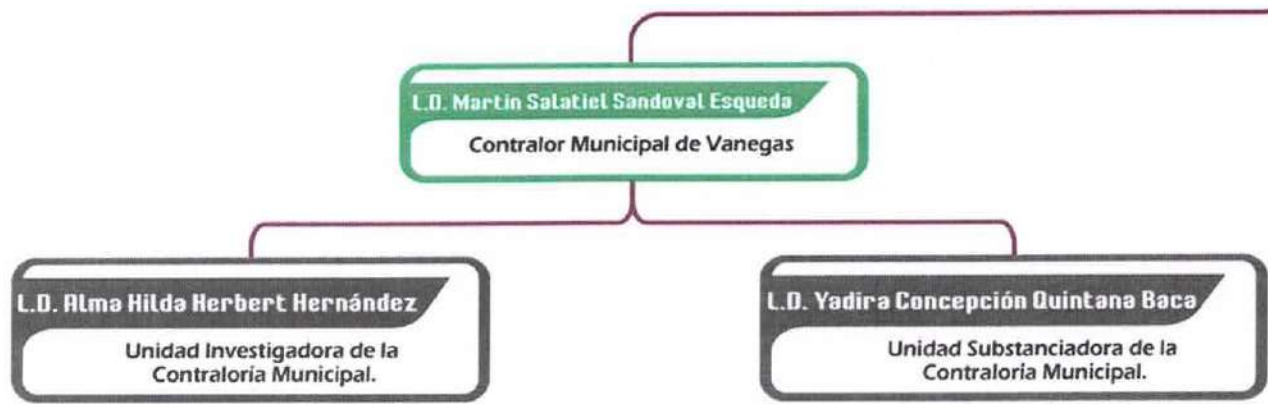 L.D. Martin Salatiel Sandoval Esqueda
Contralor Municipal de Vanegas
L.D. Alma Hilda Herbert Hernández
Unidad Investigadora de la
Contraloría Municipal.
L.D. Yadira Concepción Quintana Baca
Unidad Substanciadora de la
Contraloría Municipal.